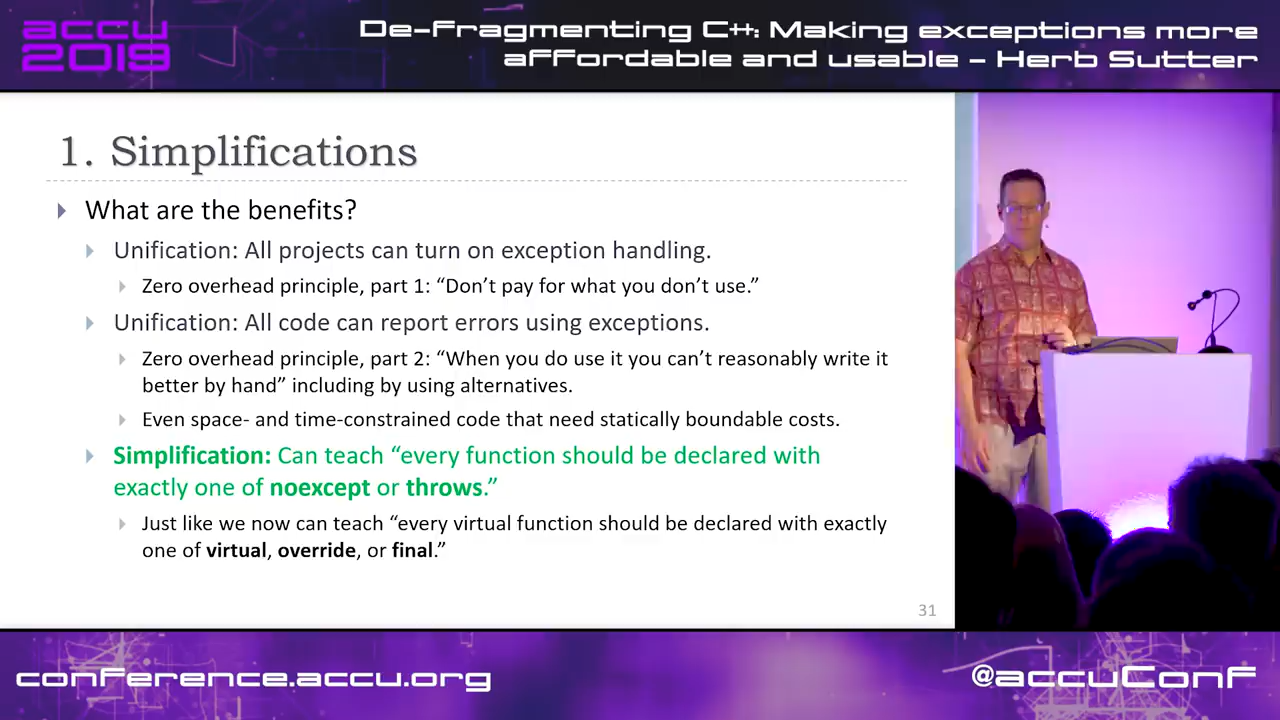 accu
2019
De-Fragmenting C++: Making exceptions more
affordable and usable - Herb Sutter
1. Simplifications
What are the benefits?
Unification: All projects can turn on exception handling.
Zero overhead principle, part 1: “Don’t pay for what you don’t use.”
Unification: All code can report errors using exceptions.
Zero overhead principle, part 2: “When you do use it you can’t reasonably write it
better by hand” including by using alternatives.
Even space- and time-constrained code that need statically boundable costs.
Simplification: Can teach “every function should be declared with
exactly one of noexcept or throws.”
Just like we now can teach “every virtual function should be declared with exactly
one of virtual, override, or final.”
31
conference.accu.org
@accuConf